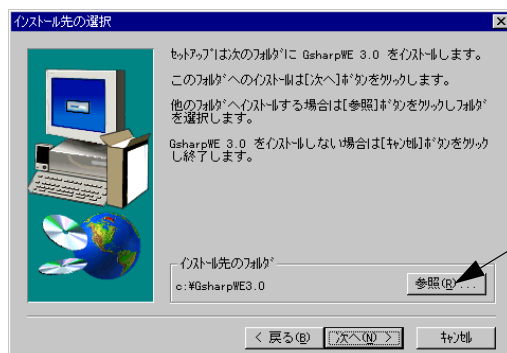 インストール先の選択
ｾｯﾄｱｯﾌﾟは次のﾌｫﾙﾀﾞに GsharpWE 3.0 をｲﾝｽﾄｰﾙします。
このﾌｫﾙﾀﾞへのｲﾝｽﾄｰﾙは[次へ]ﾎﾞﾀﾝをｸﾘｯｸします。
他のﾌｫﾙﾀﾞへｲﾝｽﾄｰﾙする場合は[参照]ﾎﾞﾀﾝをｸﾘｯｸしﾌｫﾙﾀﾞ
を選択します。
GsharpWE 3.0 をｲﾝｽﾄｰﾙしない場合は[ｷｬﾝｾﾙ]ﾎﾞﾀﾝをｸﾘｯｸ
し終了します。
ｲﾝｽﾄｰﾙ先のﾌｫﾙﾀﾞ
c:¥GsharpWE3.0
参照(R)...
< 戻る(B)
次へ(N) >
ｷｬﾝｾﾙ